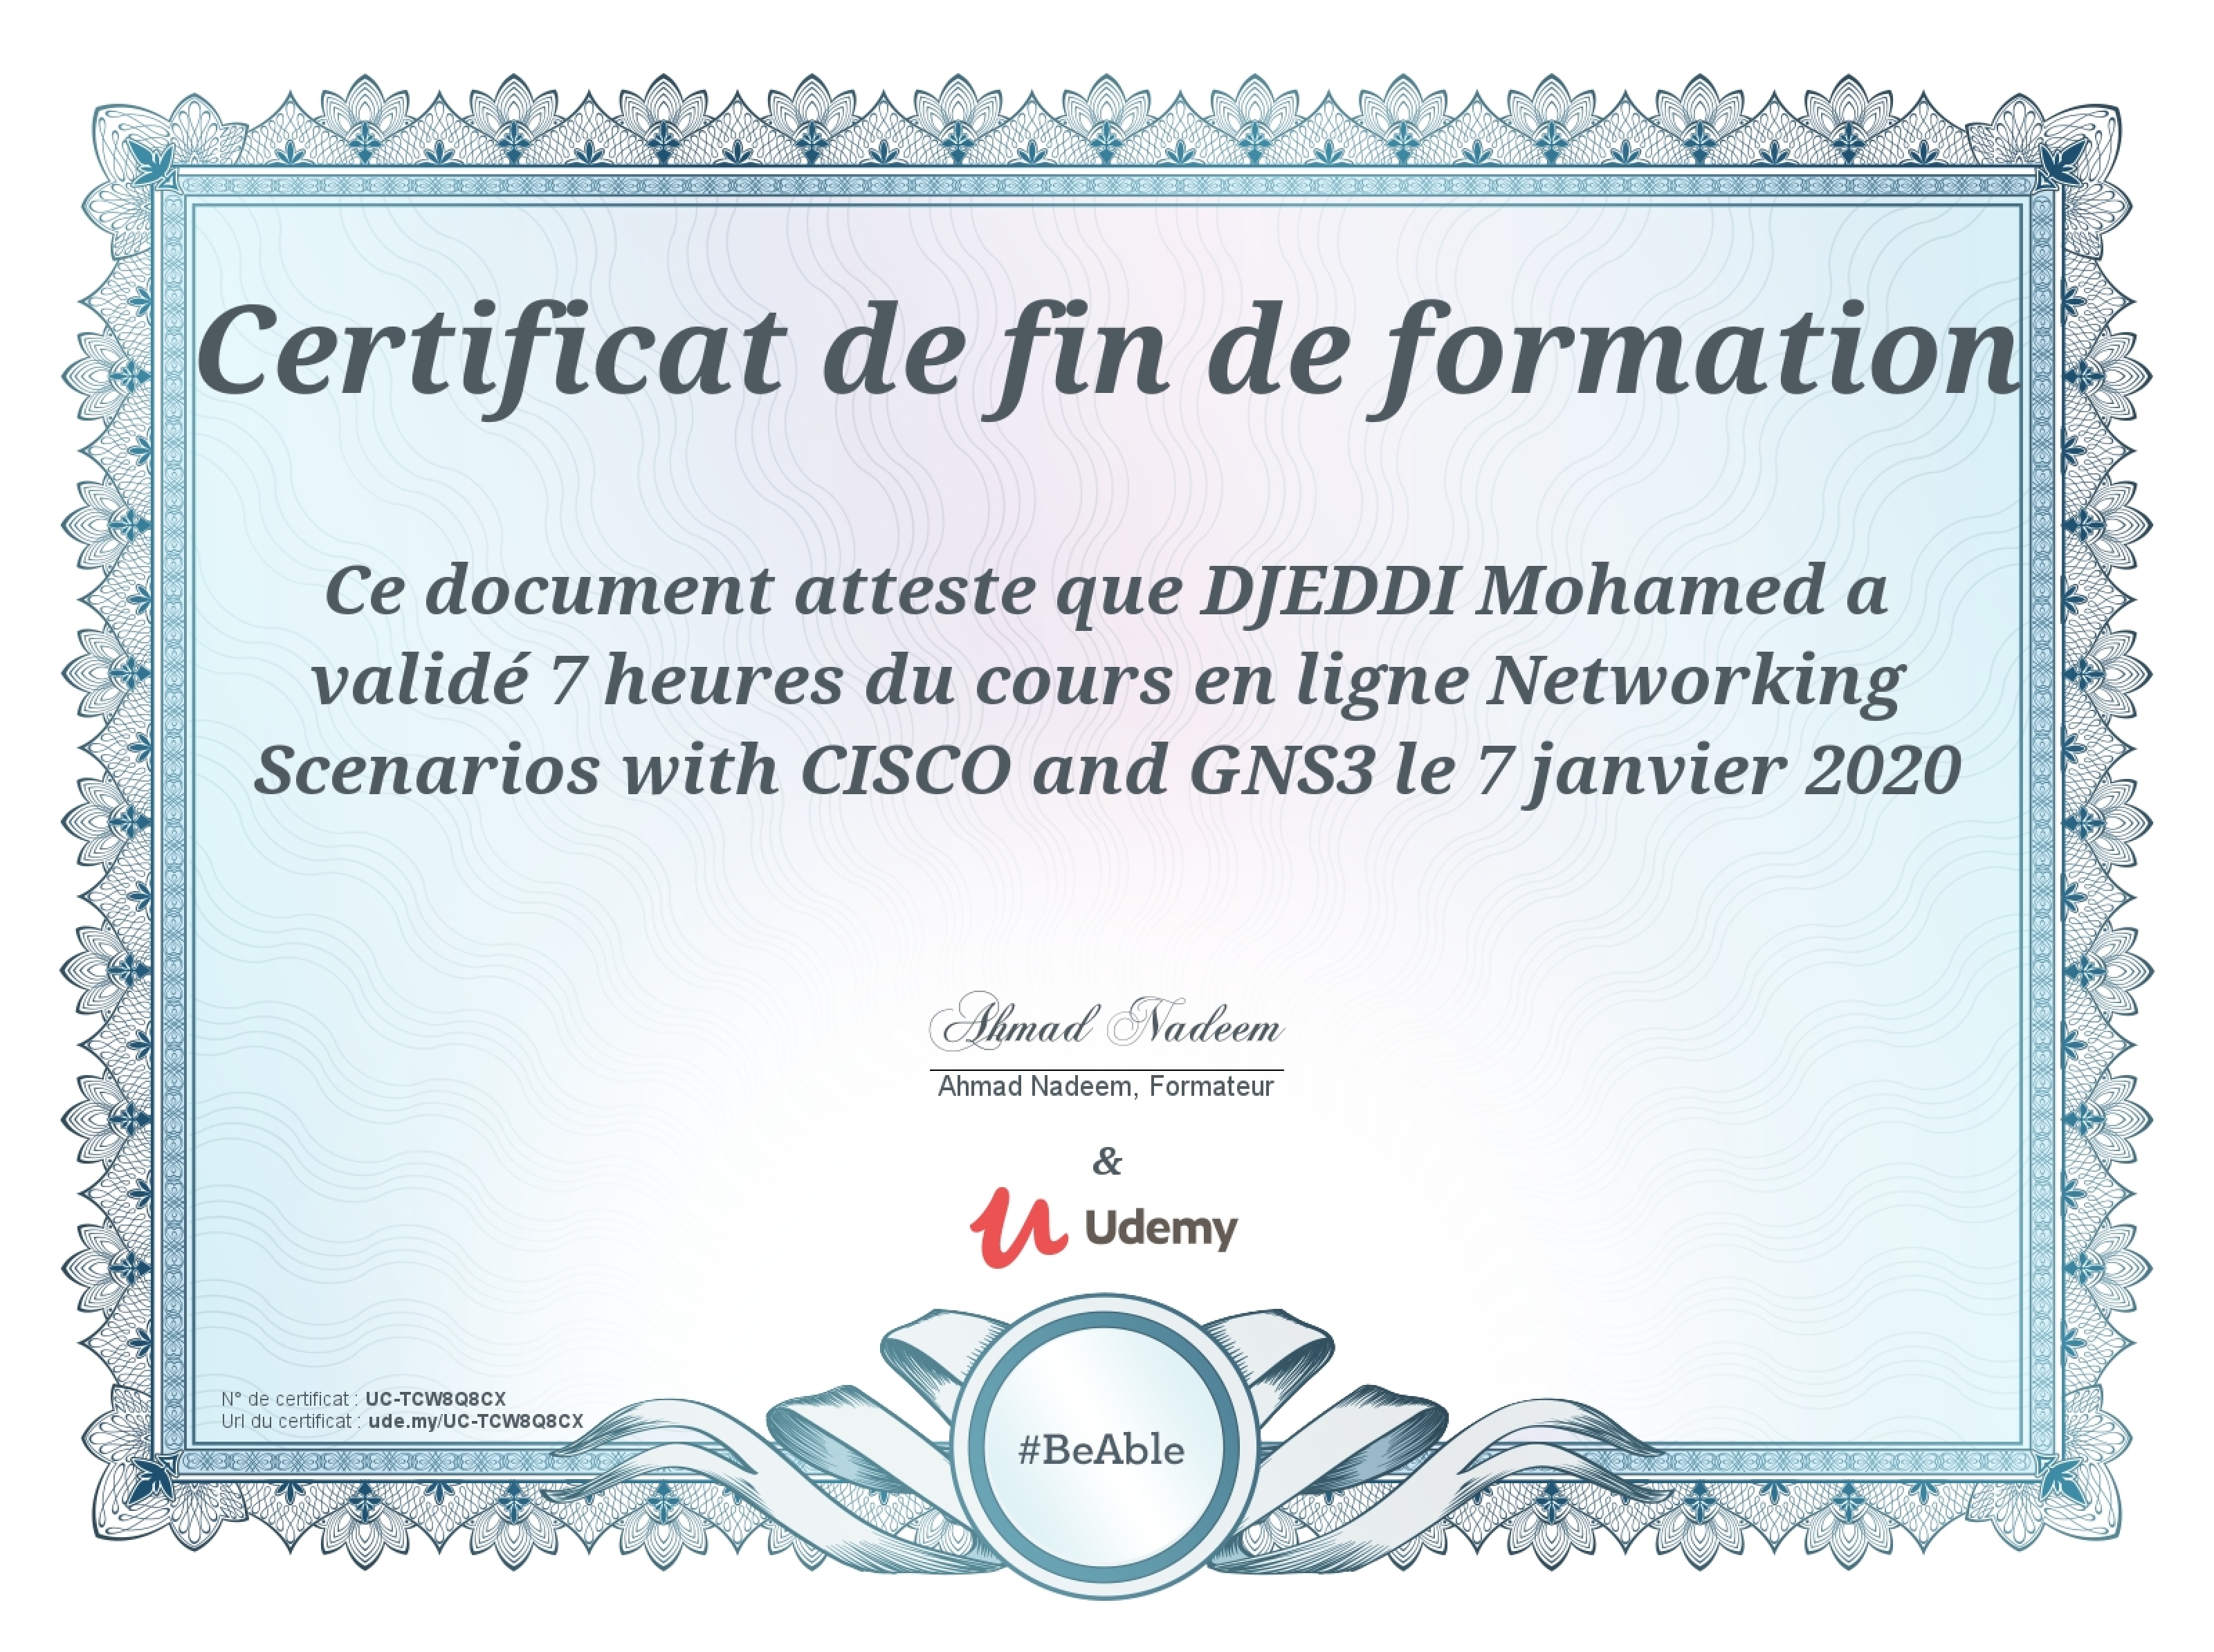 Certificat de fin de formation
Ce document atteste que DJEDDI Mohamed a
validé 7 heures du cours en ligne Networking
Scenarios with CISCO and GNS3 le 7 janvier 2020
Ahmad Nadeem
Ahmad Nadeem, Formateur
&
Udemy
N° de certificat : UC-TCW8Q8CX
Url du certificat : ude.my/UC-TCW8Q8CX
#BeAble